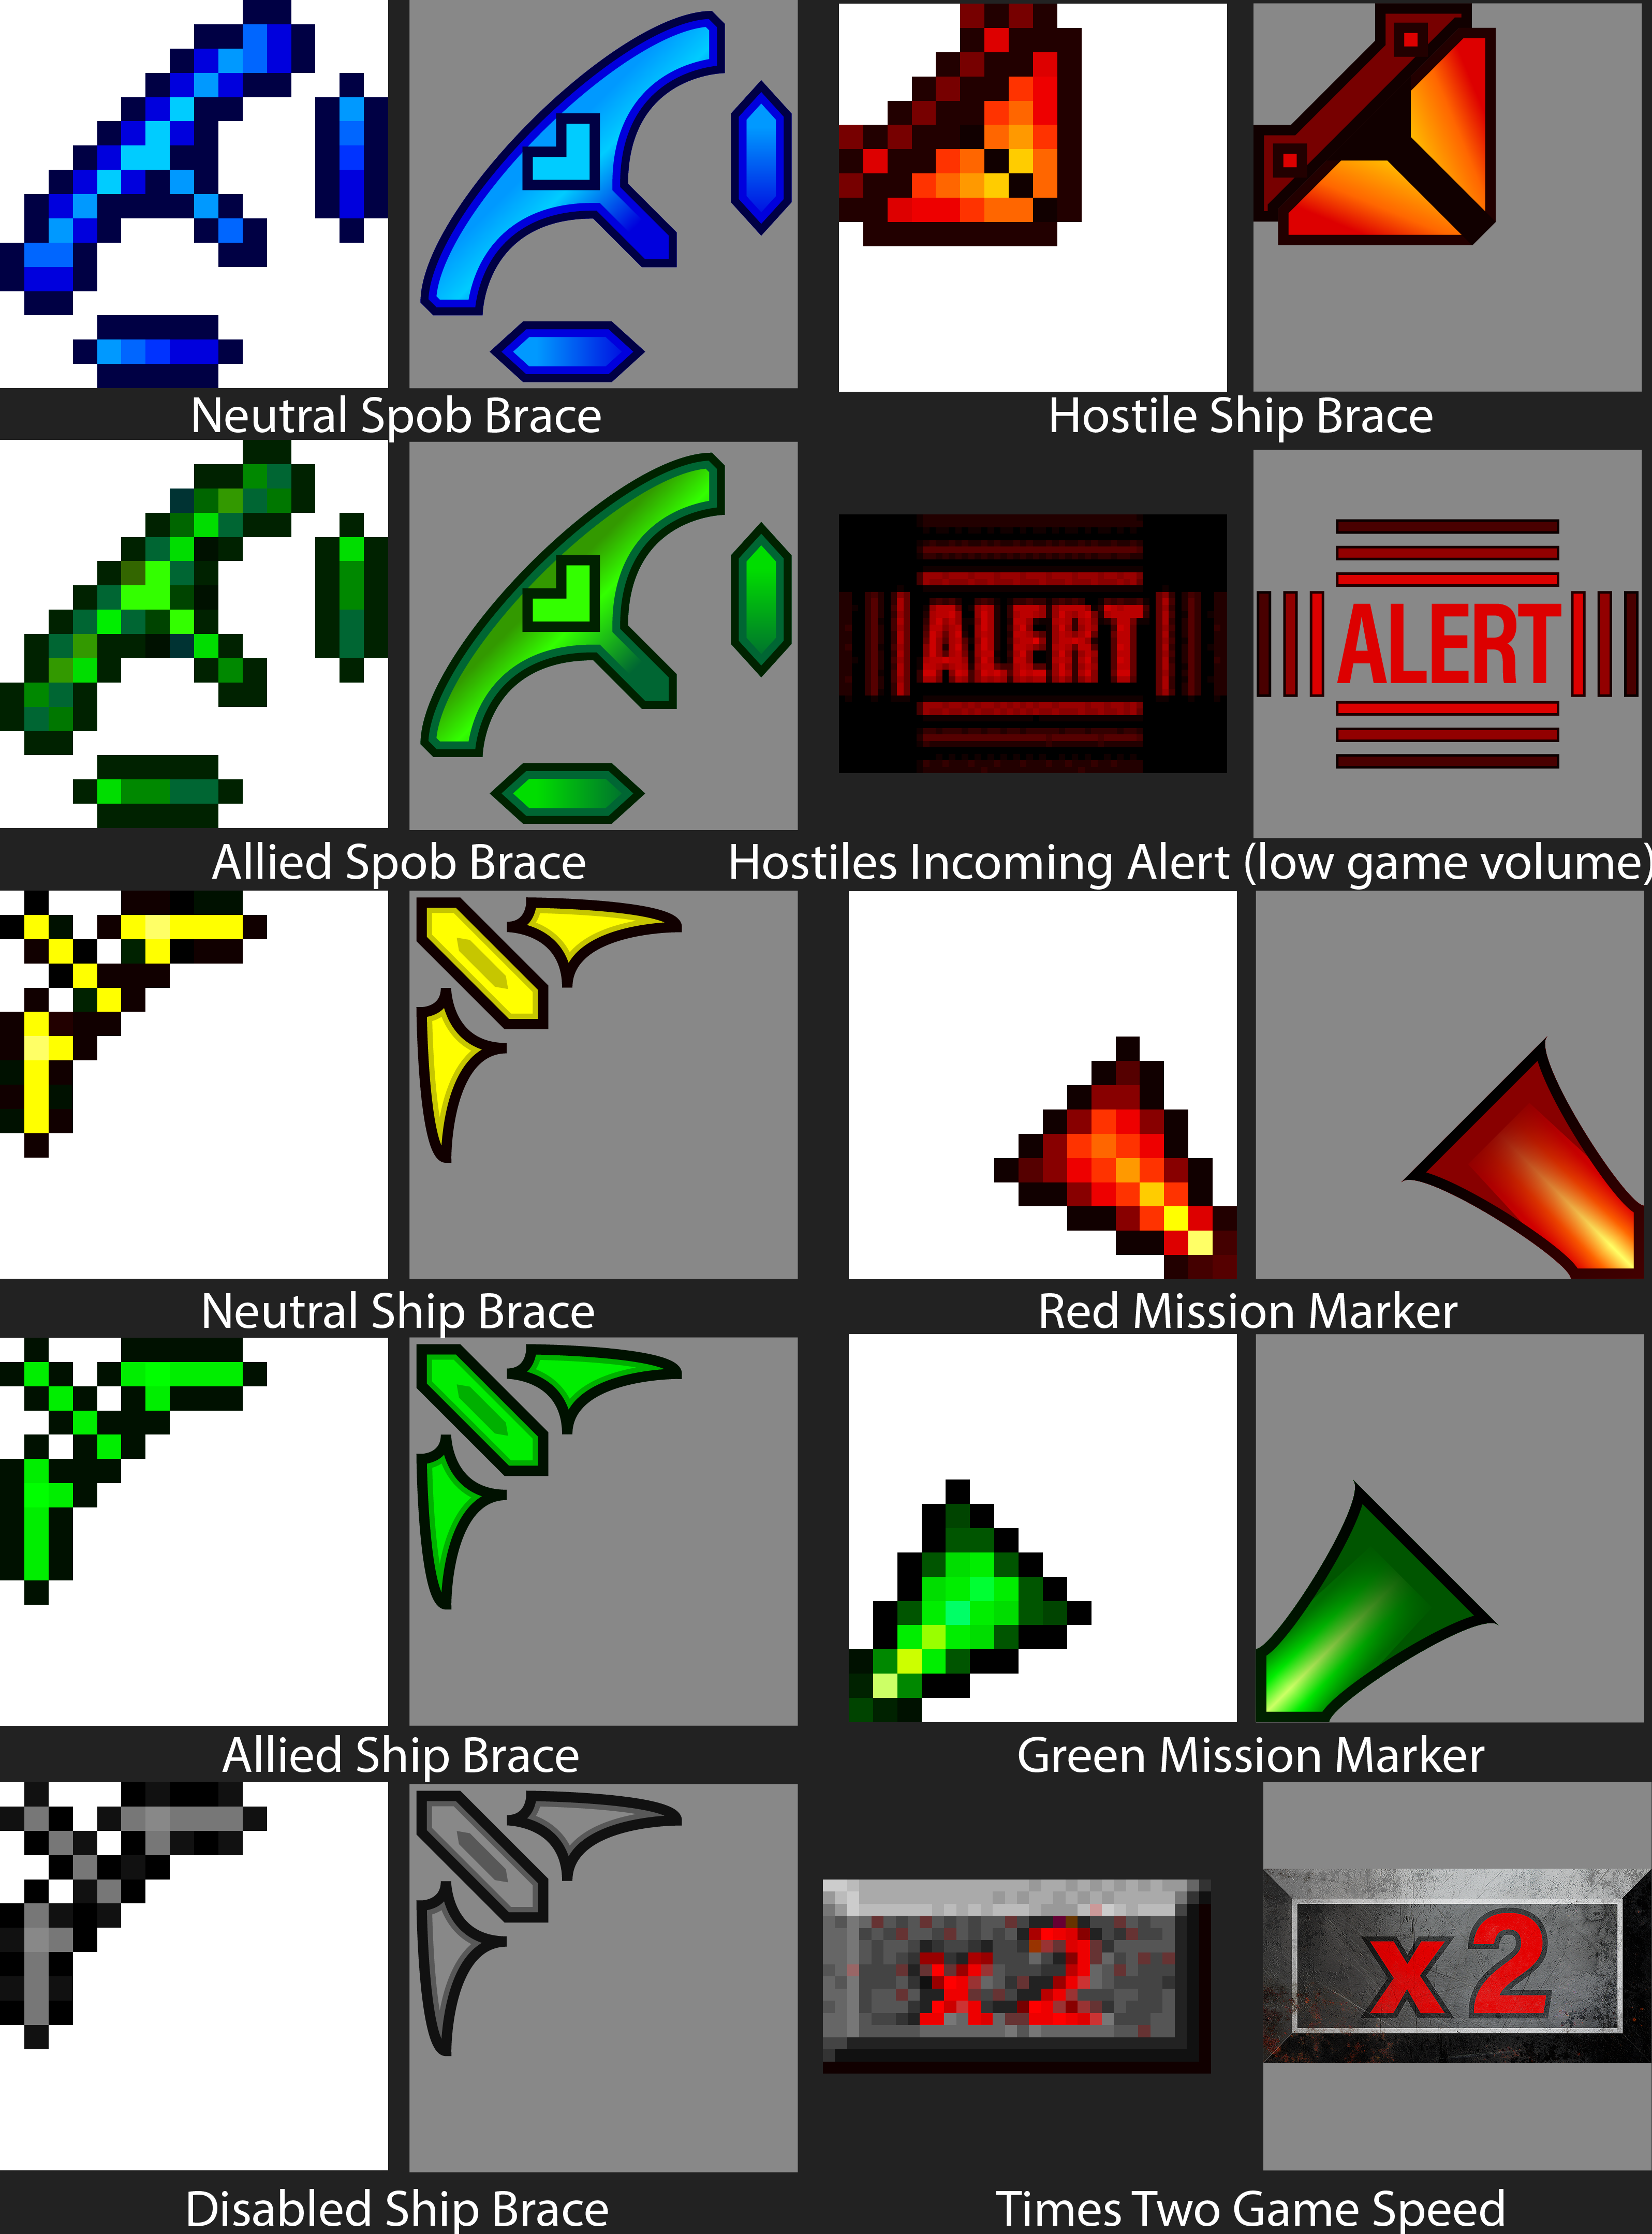 Neutral Spob Brace
Hostile Ship Brace
ALERT
ALERT
Allied Spob Brace
Hostiles Incoming Alert (low game volume)
Neutral Ship Brace
Red Mission Marker
Allied Ship Brace
Green Mission Marker
x2
x2
Disabled Ship Brace
Times Two Game Speed